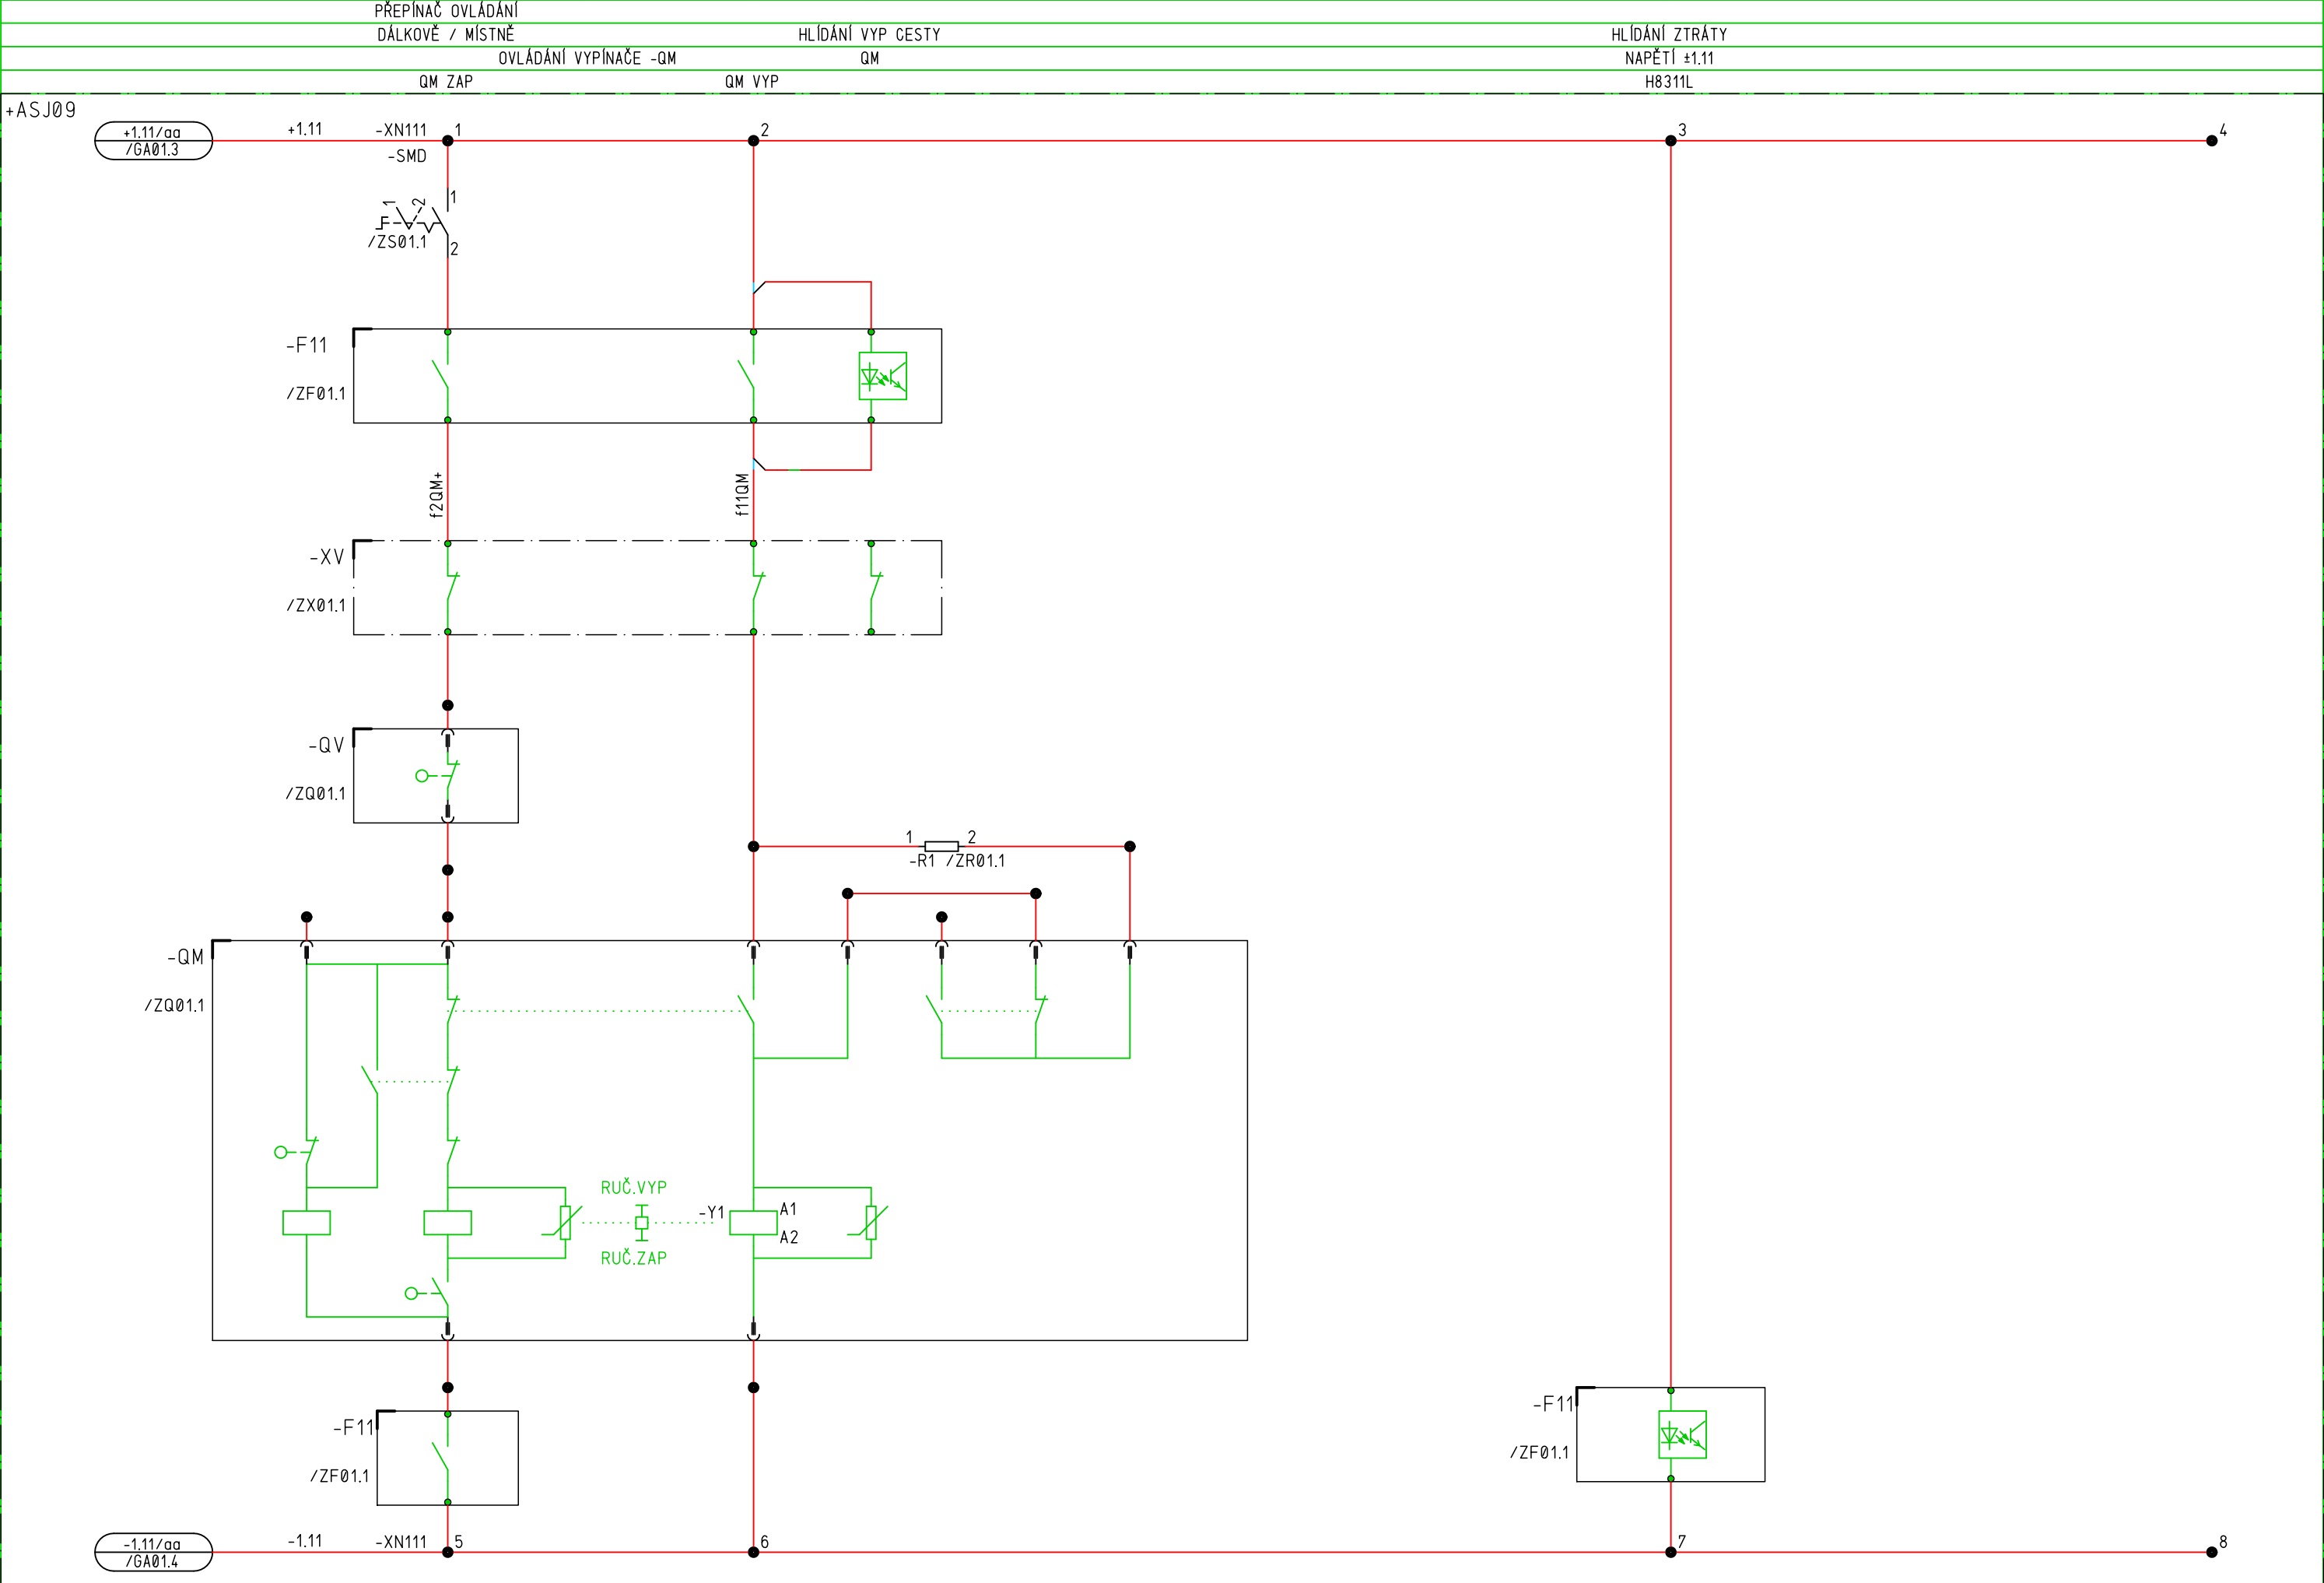 PŘEPÍNAČ OVLÁDÁNÍ
DÁLKOVĚ / MÍSTNĚ
HLÍDÁNÍ VYP CESTY
HLÍDÁNÍ ZTRÁTY
OVLÁDÁNÍ VYPÍNAČE -QM
QM
NAPĚTÍ ±1.11
QM ZAP
QM VYP
H8311L
+ASJ09
+1.11/aa
/GA01.3
+1.11
-XN111
1
2
3
4
-SMD
1
2
1
/ZS01.1
2
-F11
/ZF01.1
f2QM+
f11QM
-XV
/ZX01.1
-QV
/ZQ01.1
1
2
-R1 /ZR01.1
-QM
/ZQ01.1
RUČ.VYP
-Y1
A1
A2
RUČ.ZAP
-F11
/ZF01.1
-F11
/ZF01.1
-1.11/aa
/GA01.4
-1.11
-XN111
5
6
7
8